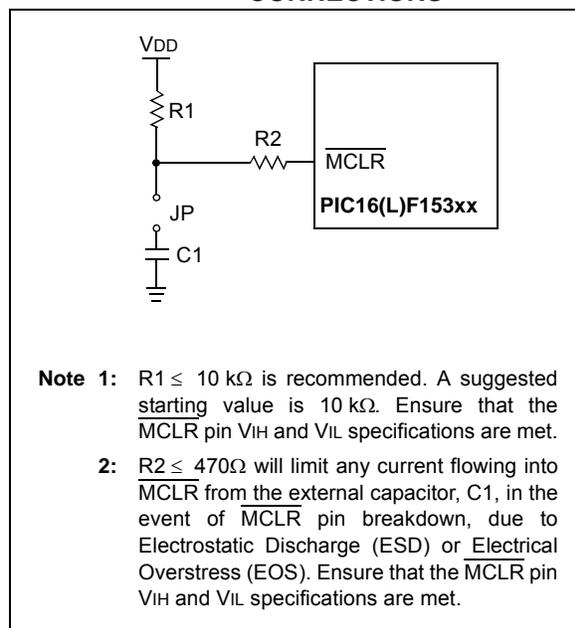 VDD
R1
R2
MCLR
PIC16(L)F153xx
JP
C1
Note 1: R1 ≤ 10 kΩ is recommended. A suggested
starting value is 10 kΩ. Ensure that the
MCLR pin VIH and VIL specifications are met.
2: R2 ≤ 470Ω will limit any current flowing into
MCLR from the external capacitor, C1, in the
event of MCLR pin breakdown, due to
Electrostatic Discharge (ESD) or Electrical
Overstress (EOS). Ensure that the MCLR pin
VIH and VIL specifications are met.